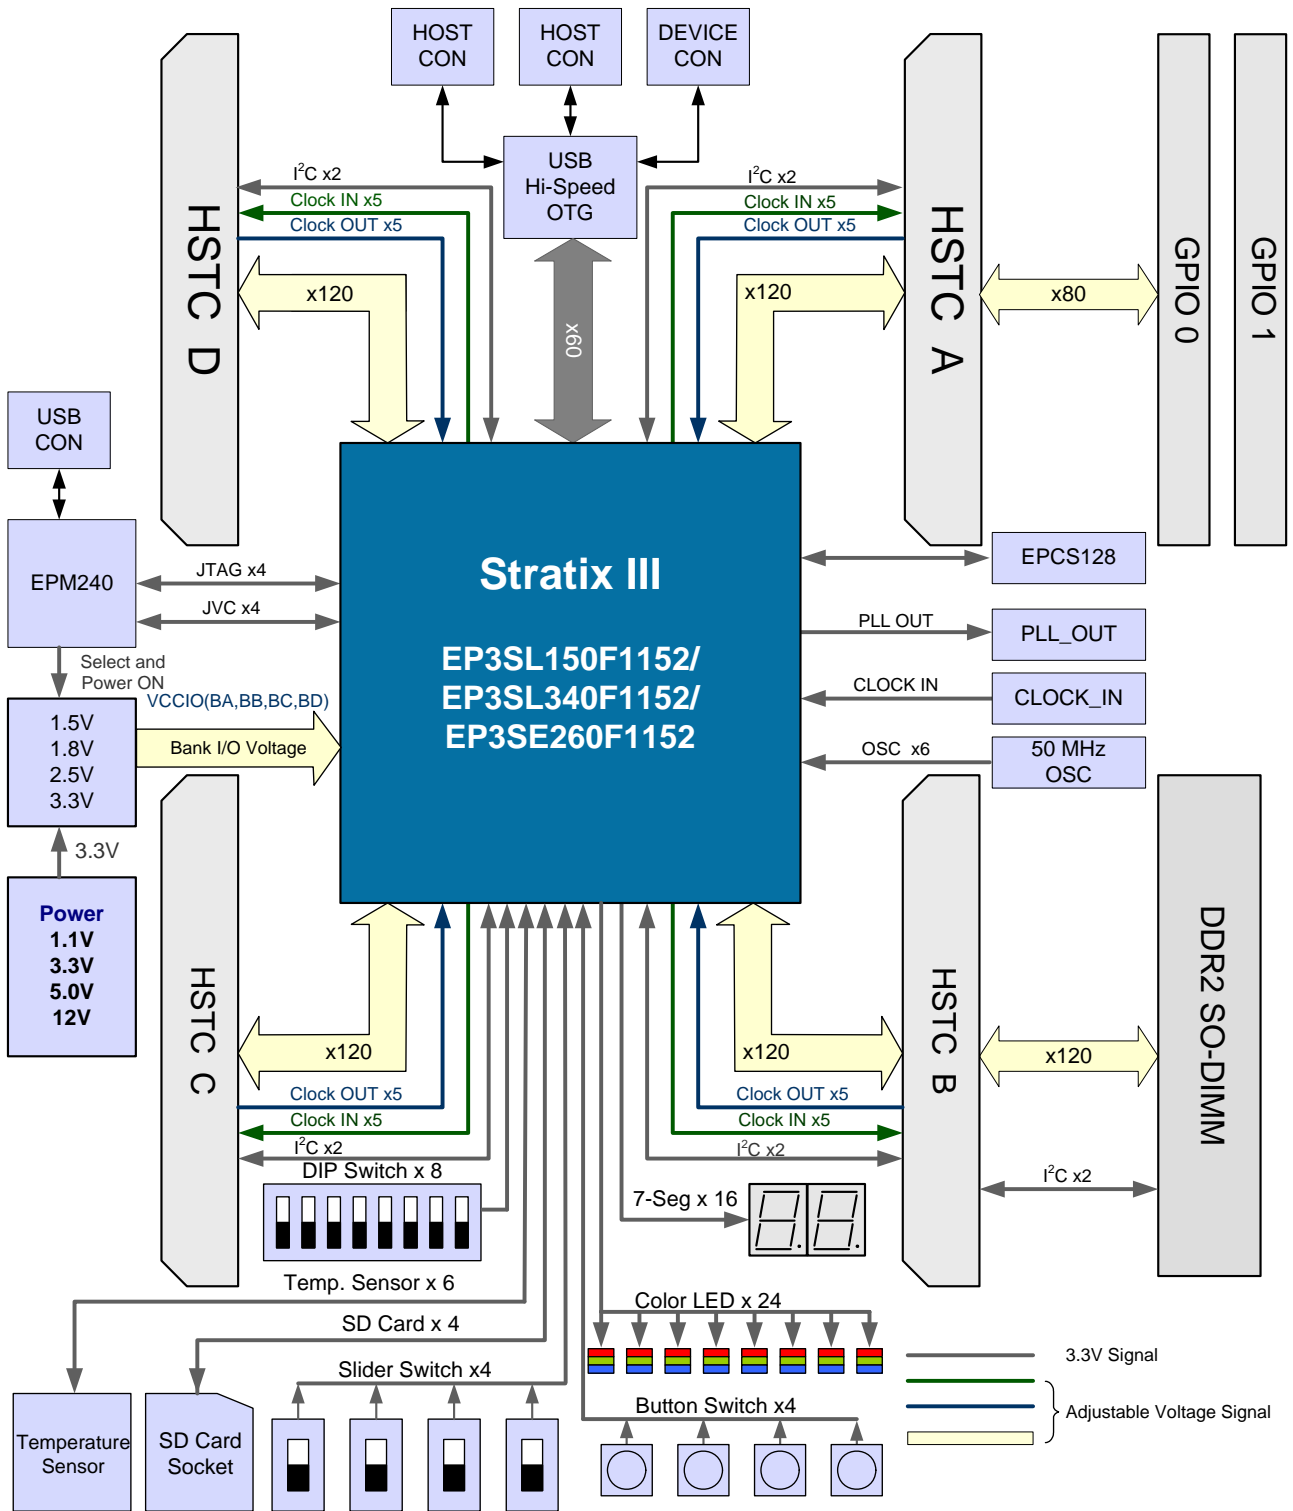 HOST
CON
HOST
CON
DEVICE
CON
USB
Hi-Speed
OTG
I²C x2
Clock IN x5
Clock OUT x5
x120
HSTC D
x60
I²C x2
Clock IN x5
Clock OUT x5
x120
HSTC A
x80
GPIO 0
GPIO 1
USB
CON
EPM240
JTAG x4
JVC x4
Select and
Power ON
VCCIO(BA,BB,BC,BD)
Bank I/O Voltage
1.5V
1.8V
2.5V
3.3V
3.3V
Power
1.1V
3.3V
5.0V
12V
Stratix III
EP3SL150F1152/
EP3SL340F1152/
EP3SE260F1152
EPCS128
PLL OUT
PLL_OUT
CLOCK IN
CLOCK_IN
OSC x6
50 MHz
OSC
HSTC C
x120
Clock OUT x5
Clock IN x5
I²C x2
x120
Clock OUT x5
Clock IN x5
I²C x2
HSTC B
x120
I²C x2
DDR2 SO-DIMM
DIP Switch x 8
7-Seg x 16
Temp. Sensor x 6
SD Card x 4
Slider Switch x4
Color LED x 24
Button Switch x4
Temperature
Sensor
SD Card
Socket
3.3V Signal
Adjustable Voltage Signal